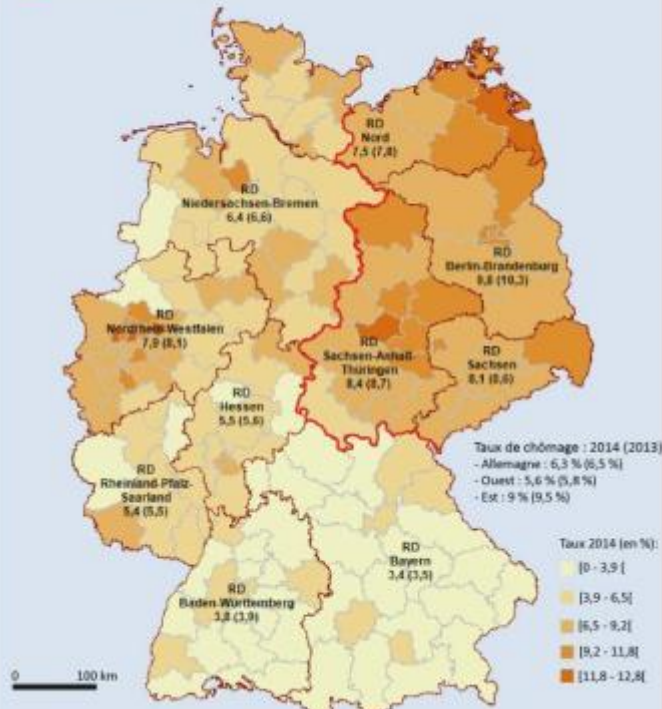 RD
Nord
7,5 (7,8)
RD
Niedersachsen-Bremen
6,4 (6,6)
RD
Berlin-Brandenburg
9,8 (10,3)
RD
Nordrhein-Westfalen
7,9 (8,1)
RD
Sachsen-Anhalt-
Thüringen
8,4 (8,7)
RD
Sachsen
8,1 (8,6)
RD
Hessen
5,5 (5,6)
RD
Rheinland-Pfalz-
Saarland
5,4 (5,5)
RD
Bayern
3,4 (3,5)
RD
Baden-Württemberg
3,8 (3,9)
Taux de chômage : 2014 (2013)
- Allemagne : 6,3 % (6,5 %)
- Ouest : 5,6 % (5,8 %)
- Est : 9 % (9,5 %)
Taux 2014 (en %):
[0 - 3,9 [
[3,9 - 6,5[
[6,5 - 9,2[
[9,2 - 11,8[
[11,8 - 12,8[
0 100 km